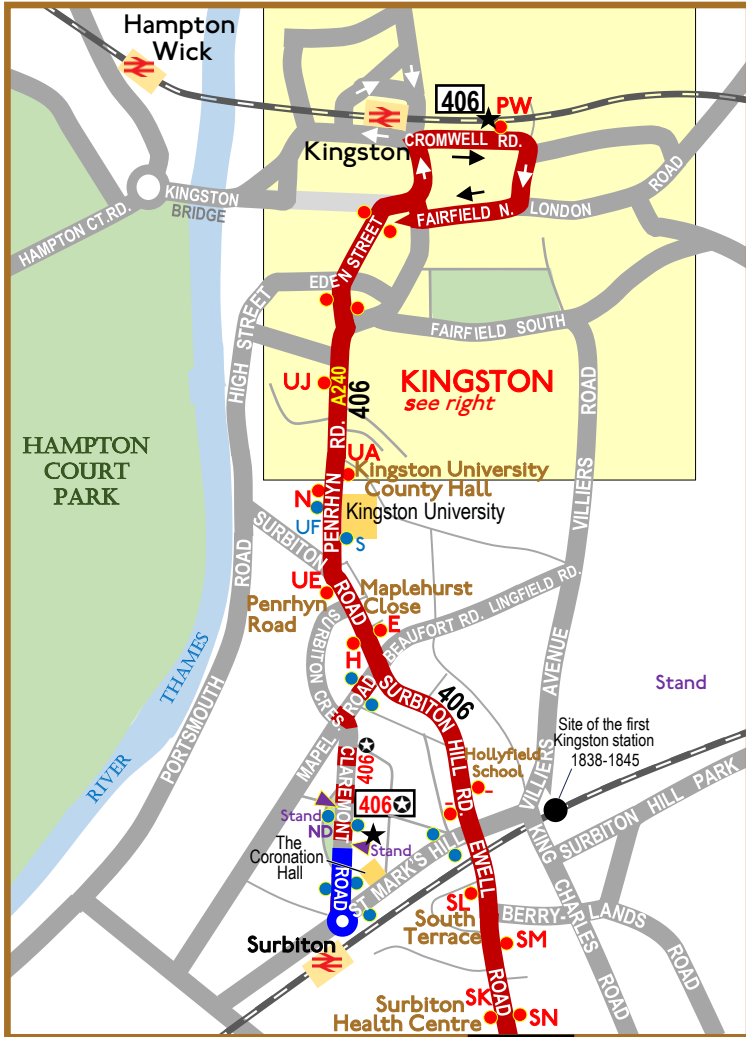 Hampton
Wick
406
PW
CROMWELL RD.
Kingston
KINGSTON
BRIDGE
HAMPTON CT.RD.
FAIRFIELD N.
LONDON
ROAD
EDEN STREET
HIGH STREET
FAIRFIELD SOUTH
UJ
A240
406
KINGSTON
see right
HAMPTON
COURT
PARK
PENRHYN RD.
UA
Kingston University
County Hall
N
UF
Kingston University
S
VILLIERS ROAD
SURBITON ROAD
UE
Penrhyn
Road
Maplehurst
Close
E
H
BEAUFORT RD. LINGFIELD RD.
SURBITON CRES
MAPEL ROAD
PORTSMOUTH ROAD
RIVER THAMES
SURBITON HILL RD.
406
VILLIERS AVENUE
Stand
Site of the first
Kingston station
1838-1845
Hollyfield
School
-
-
406✪
CLAREMONT ROAD
406✪
Stand
ND
Stand
The
Coronation
Hall
ST MARK'S HILL
SURBITON HILL PARK
KING CHARLES ROAD
EWELL ROAD
SL
BERRY-LANDS ROAD
South
Terrace
SM
Surbiton
SK
Surbiton
Health Centre
SN